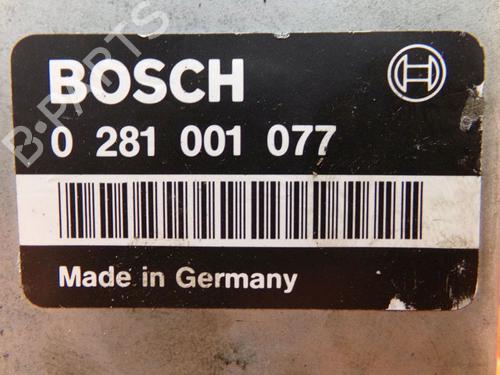 BOSCH
0 281 001 077
Made in Germany
B-PARTS